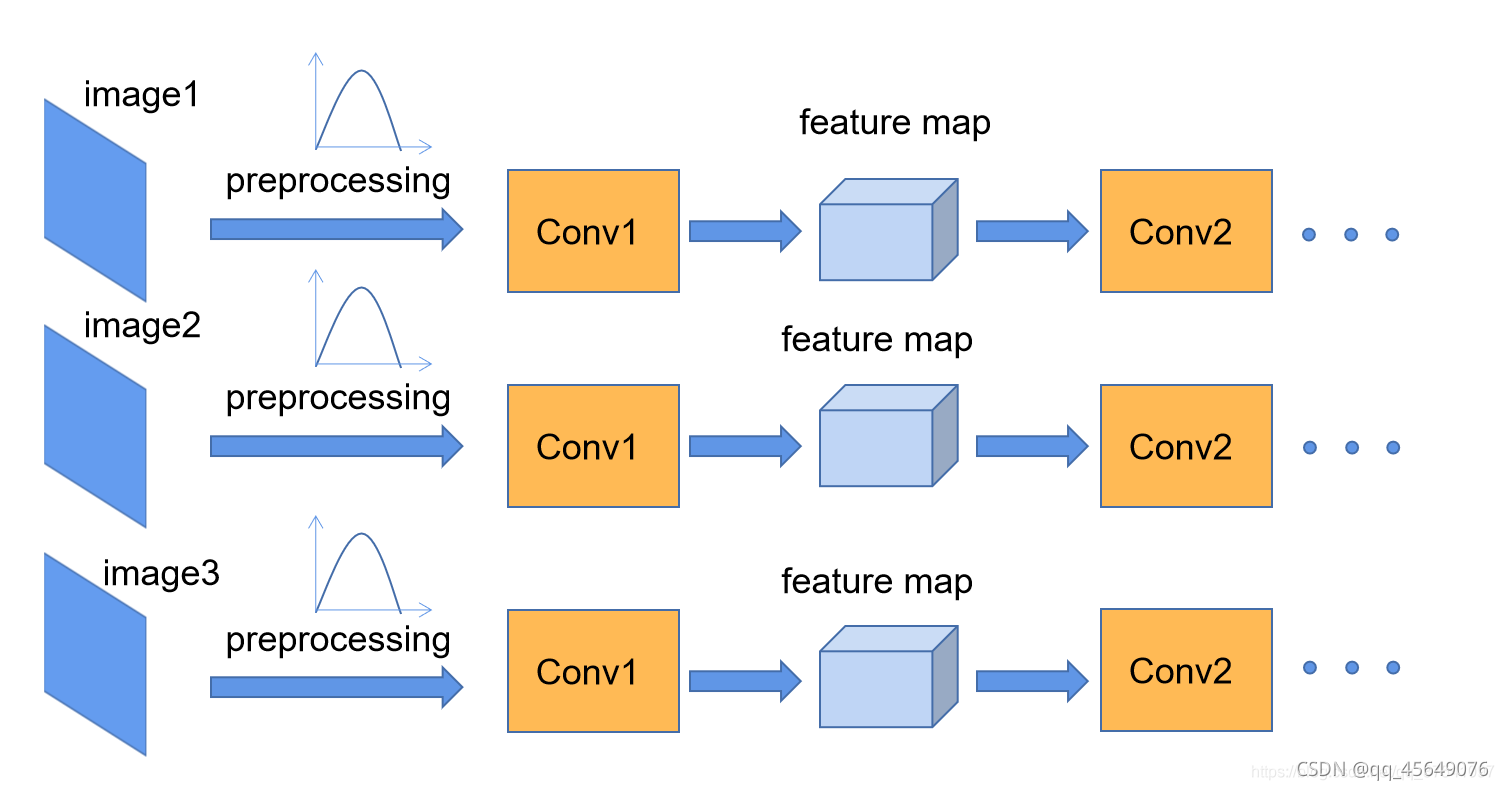 image1
preprocessing
feature map
Conv1
Conv2
image2
preprocessing
feature map
Conv1
Conv2
image3
preprocessing
feature map
Conv1
Conv2
CSDN @qq_45649076